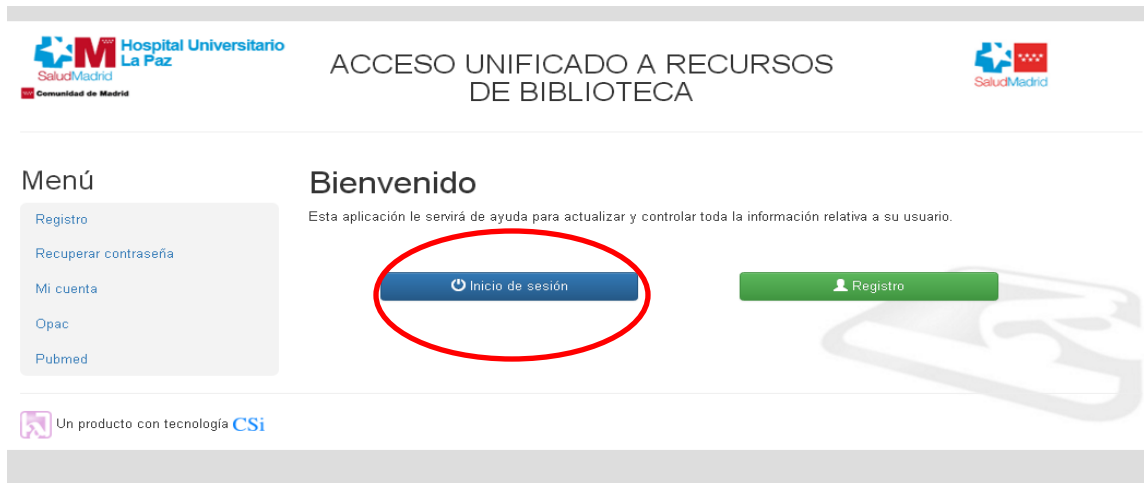 Hospital Universitario
La Paz
SaludMadrid
Comunidad de Madrid
ACCESO UNIFICADO A RECURSOS
DE BIBLIOTECA
SaludMadrid
Menú
Registro
Recuperar contraseña
Mi cuenta
Opac
Pubmed
Bienvenido
Esta aplicación le servirá de ayuda para actualizar y controlar toda la información relativa a su usuario.
Inicio de sesión
Registro
Un producto con tecnología CSi